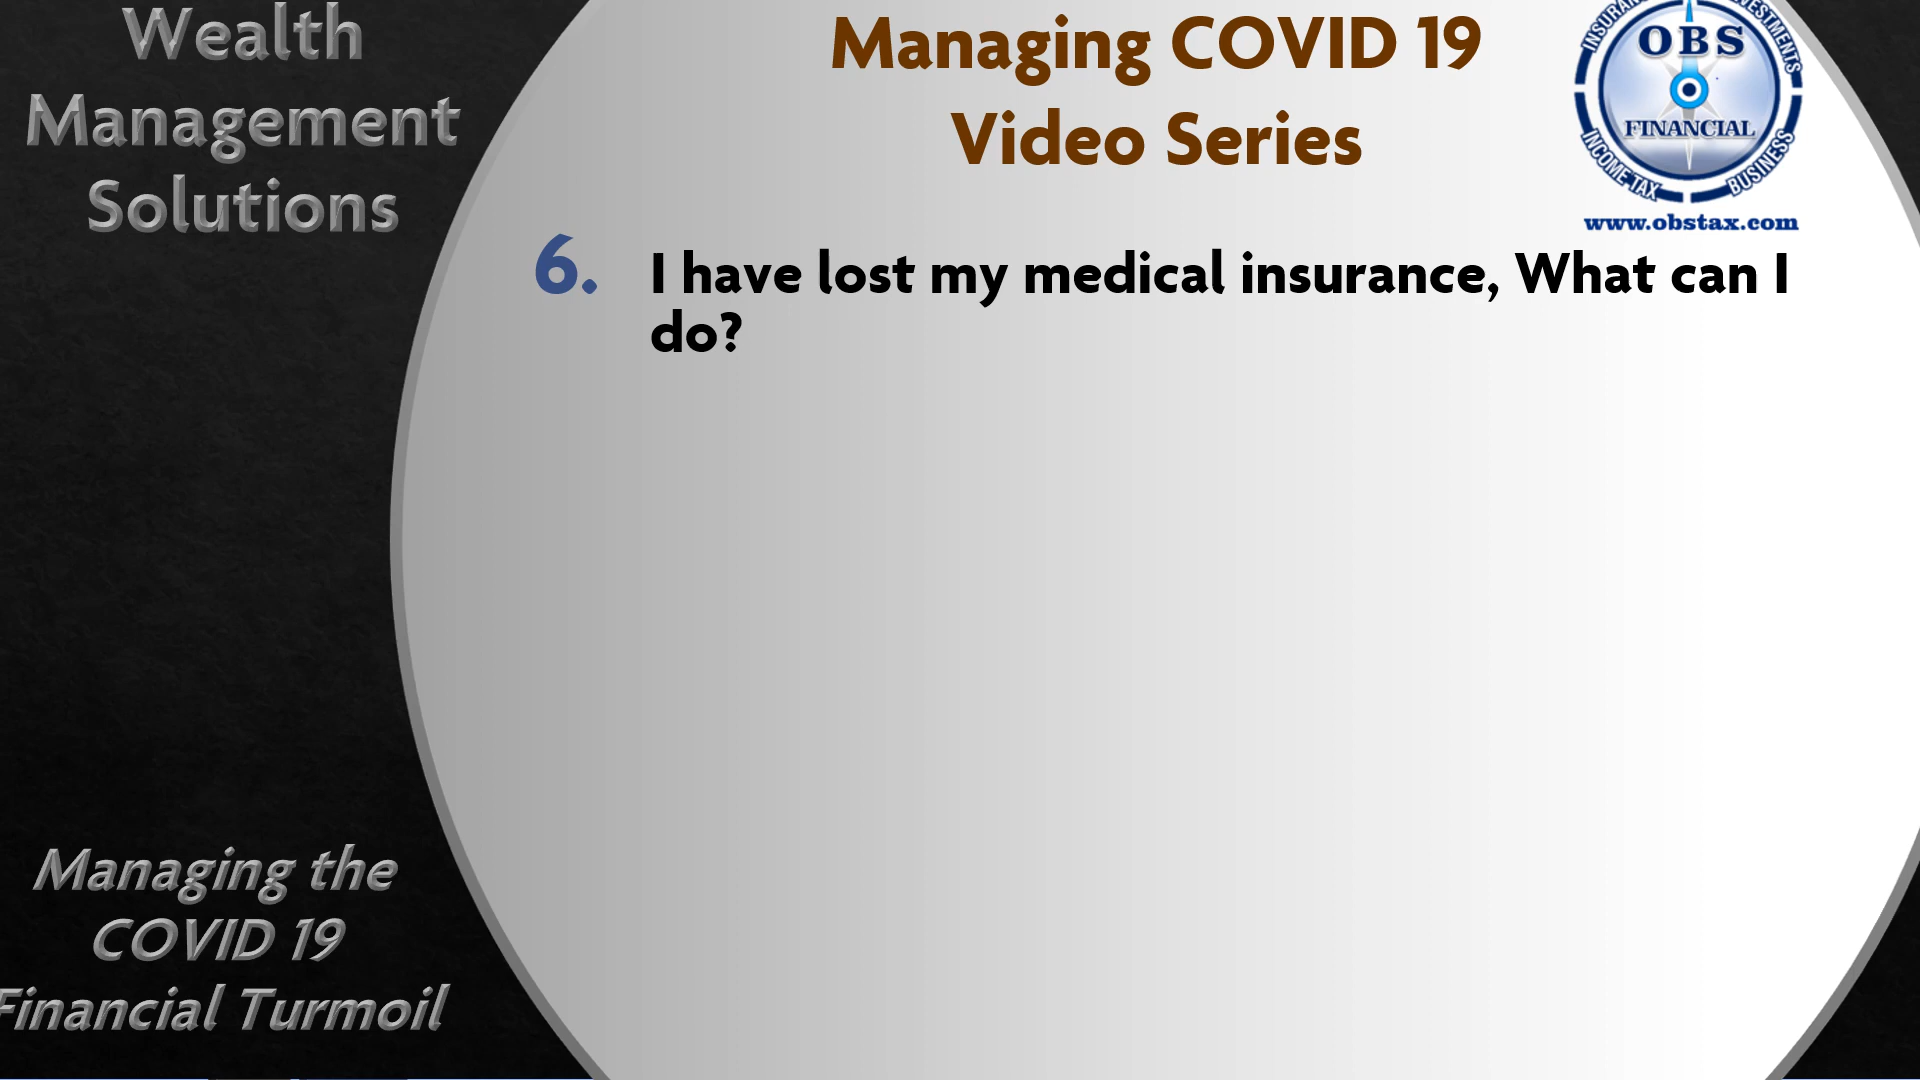 Wealth
Management
Solutions
Managing COVID 19
Video Series
OBS
FINANCIAL
INCOME TAX
BUSINESS
www.obstax.com
6. I have lost my medical insurance, What can I
do?
Managing the
COVID 19
Financial Turmoil